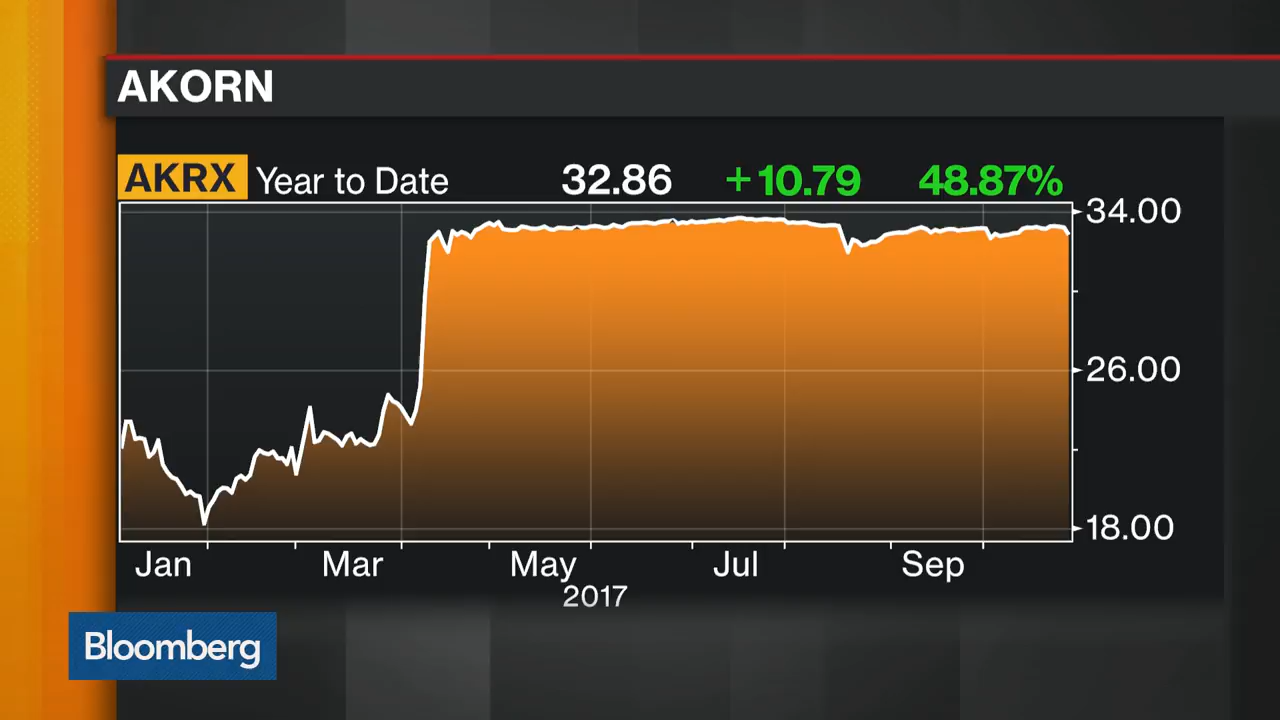 AKORN
AKRX Year to Date 32.86 +10.79 48.87%
34.00
26.00
18.00
Jan Mar May Jul Sep
2017
Bloomberg